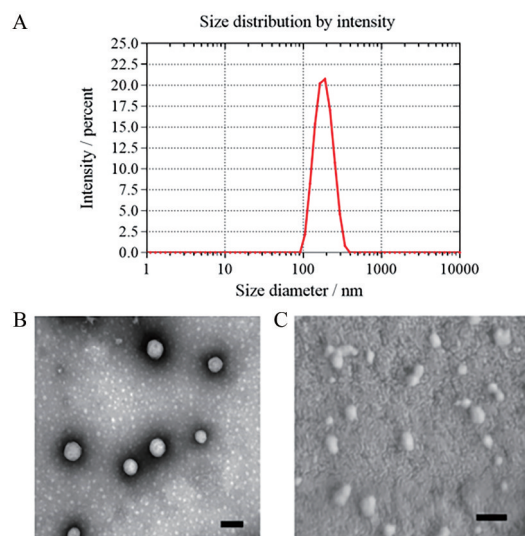 A
Size distribution by intensity
25.0
22.5
20.0
17.5
15.0
12.5
10.0
7.5
5.0
2.5
0.0
Intensity / percent
1 10 100 1000 10000
Size diameter / nm
B C